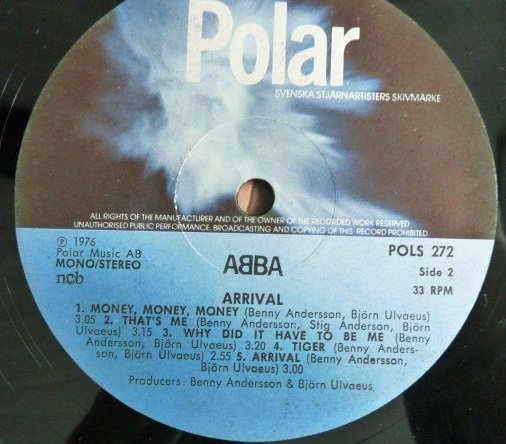 Polar
SVENSKA STJÄRNARTISTERS SKIVMÄRKE
ALL RIGHTS OF THE MANUFACTURER AND OF THE OWNER OF THE RECORDED WORK RESERVED
UNAUTHORISED PUBLIC PERFORMANCE, BROADCASTING AND COPYING OF THIS RECORD PROHIBITED
Ⓟ 1976
Polar Music AB
MONO/STEREO
ncb
ABBA
POLS 272
Side 2
33 RPM
ARRIVAL
1. MONEY, MONEY, MONEY (Benny Andersson, Björn Ulvaeus)
3.05 2. THAT'S ME (Benny Andersson, Stig Anderson, Björn
Ulvaeus) 3.15 3. WHY DID IT HAVE TO BE ME (Benny
Andersson, Björn Ulvaeus) 3.20 4. TIGER (Benny Anders-
son, Björn Ulvaeus) 2.55 5. ARRIVAL (Benny Andersson,
Björn Ulvaeus) 3.00
Producers: Benny Andersson & Björn Ulvaeus